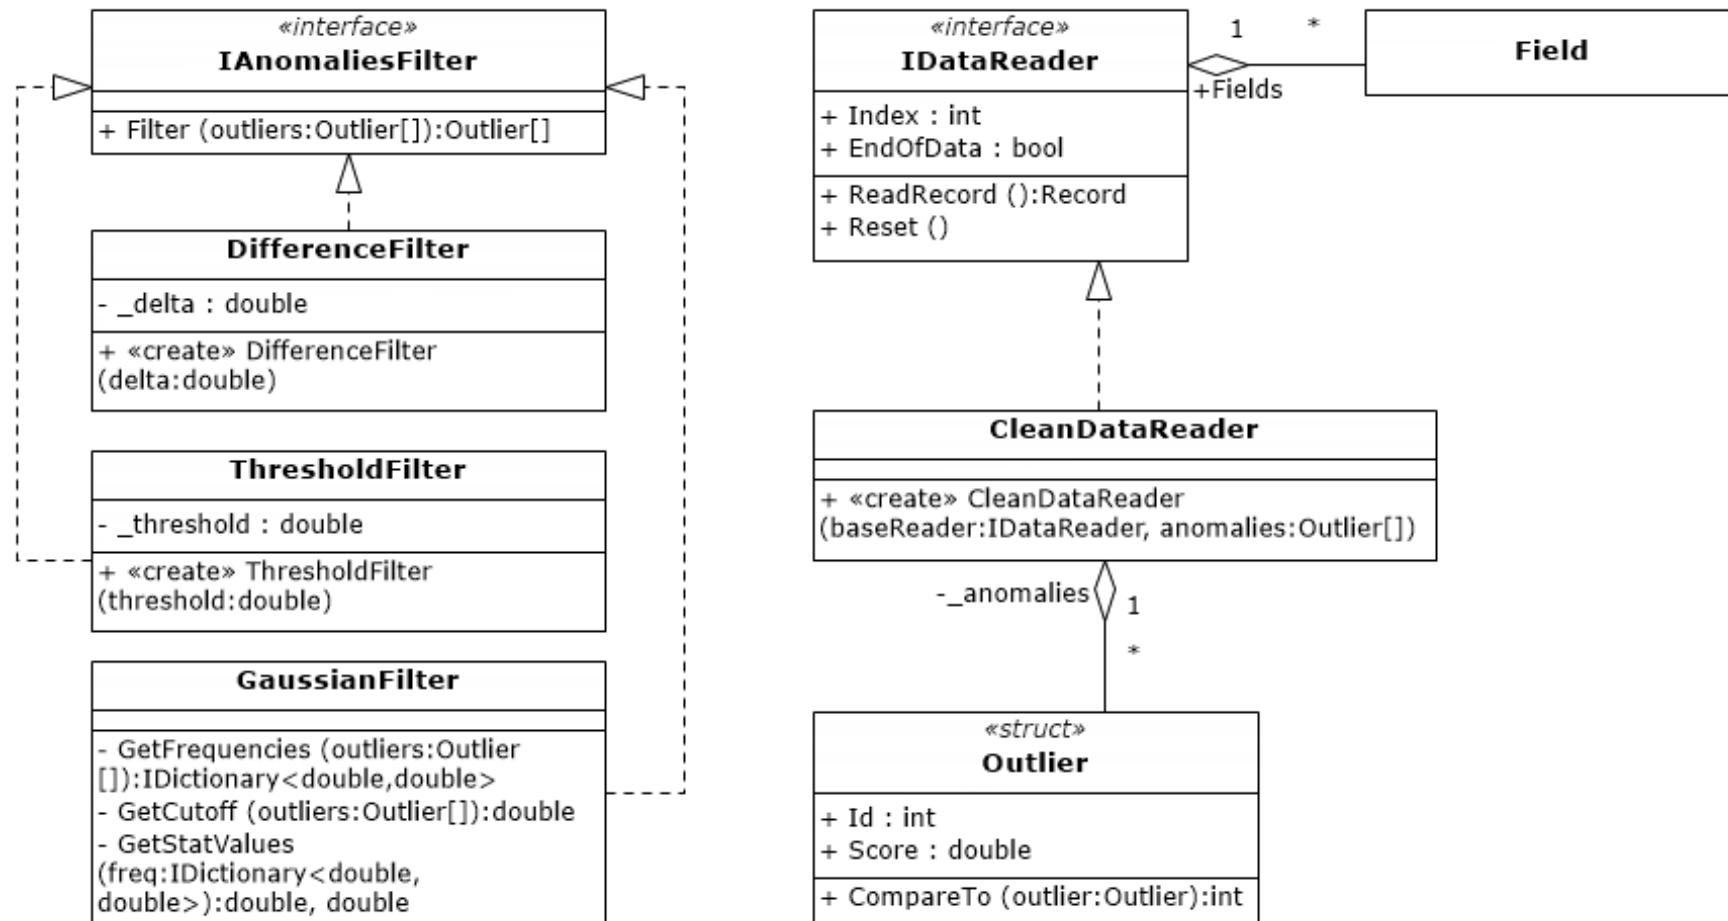 «interface»
IAnomaliesFilter
+ Filter (outliers:Outlier[]):Outlier[]
DifferenceFilter
- _delta : double
+ «create» DifferenceFilter
(delta:double)
ThresholdFilter
- _threshold : double
+ «create» ThresholdFilter
(threshold:double)
GaussianFilter
- GetFrequencies (outliers:Outlier
[]):IDictionary<double,double>
- GetCutoff (outliers:Outlier[]):double
- GetStatValues
(freq:IDictionary<double,
double>):double, double
«interface»
IDataReader
+ Index : int
+ EndOfData : bool
+ ReadRecord ():Record
+ Reset ()
1 *
+Fields
Field
CleanDataReader
+ «create» CleanDataReader
(baseReader:IDataReader, anomalies:Outlier[])
-_anomalies
1
*
«struct»
Outlier
+ Id : int
+ Score : double
+ CompareTo (outlier:Outlier):int